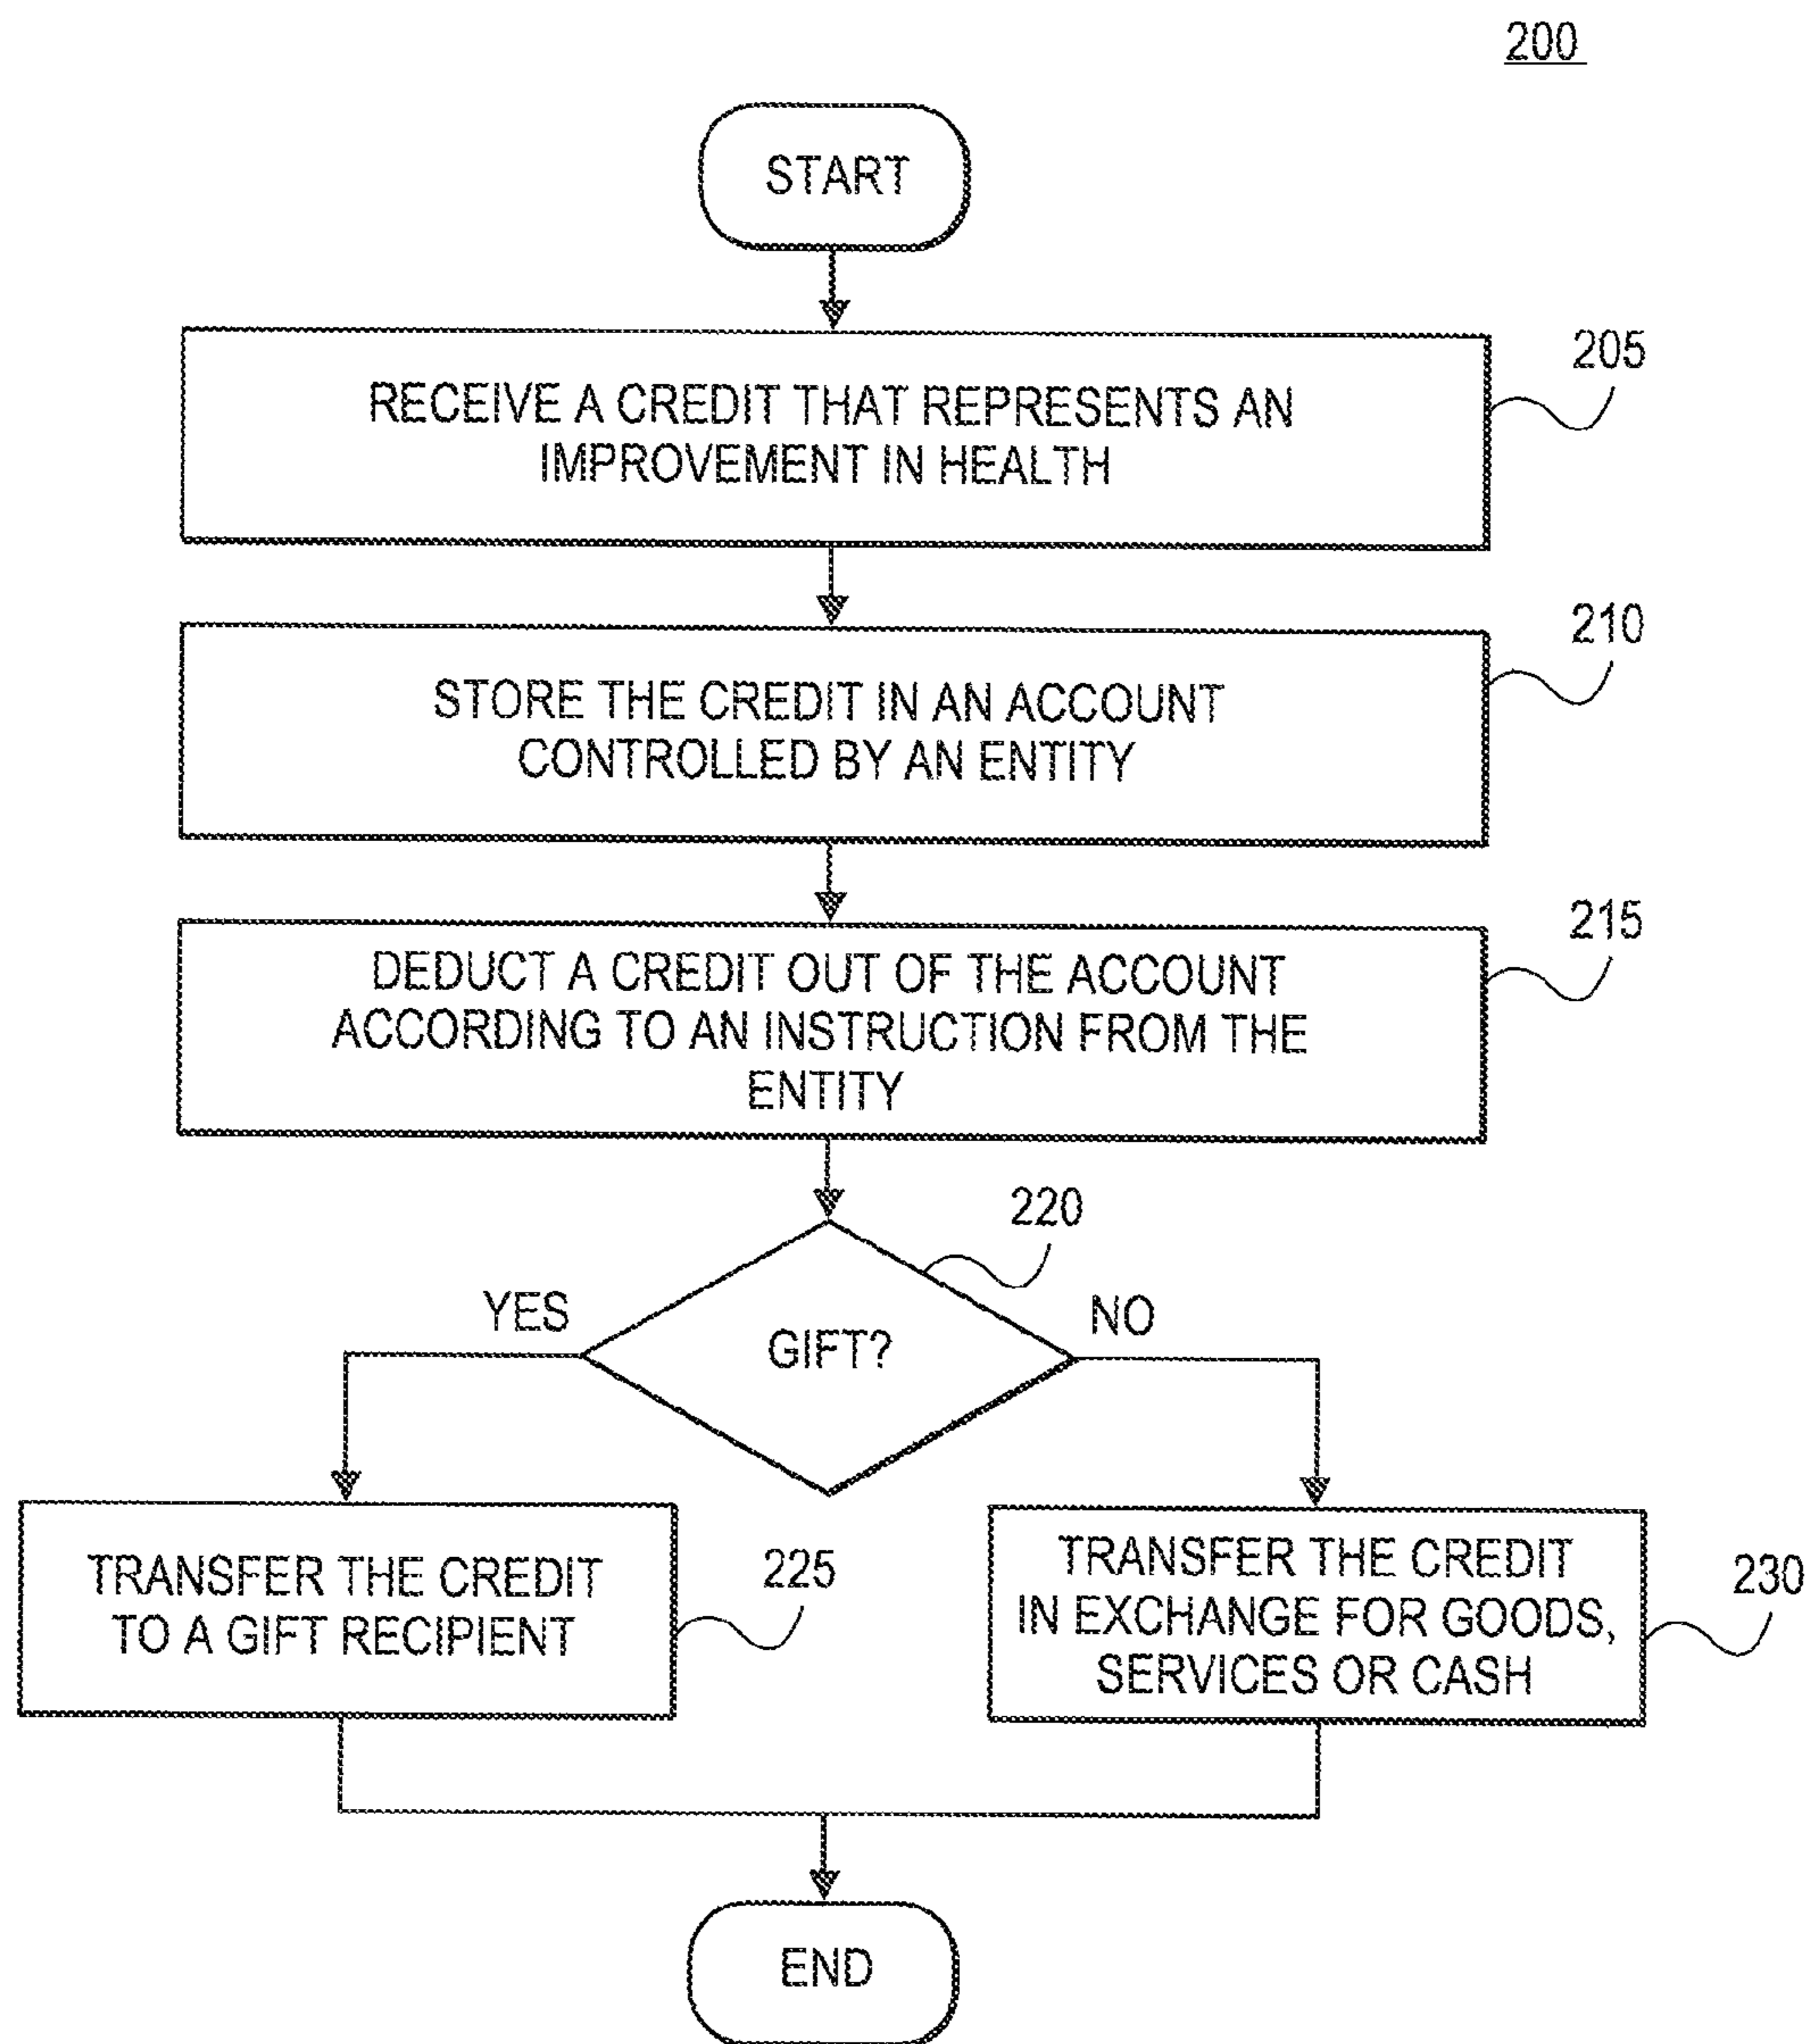 200
START
RECEIVE A CREDIT THAT REPRESENTS AN
IMPROVEMENT IN HEALTH
205
STORE THE CREDIT IN AN ACCOUNT
CONTROLLED BY AN ENTITY
210
DEDUCT A CREDIT OUT OF THE ACCOUNT
ACCORDING TO AN INSTRUCTION FROM THE
ENTITY
215
220
YES
GIFT?
NO
TRANSFER THE CREDIT
TO A GIFT RECIPIENT
225
TRANSFER THE CREDIT
IN EXCHANGE FOR GOODS,
SERVICES OR CASH
230
END